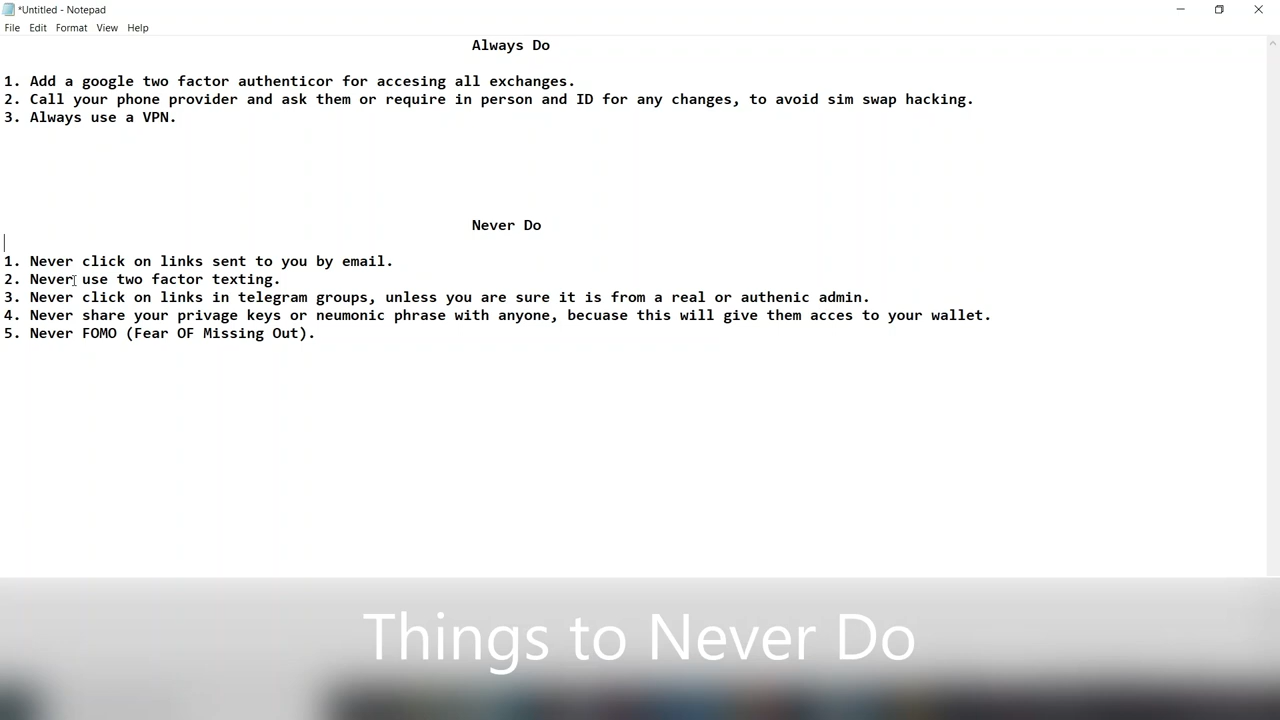 *Untitled - Notepad
File Edit Format View Help
Always Do
1. Add a google two factor authenticor for accesing all exchanges.
2. Call your phone provider and ask them or require in person and ID for any changes, to avoid sim swap hacking.
3. Always use a VPN.
Never Do
1. Never click on links sent to you by email.
2. Never use two factor texting.
3. Never click on links in telegram groups, unless you are sure it is from a real or authenic admin.
4. Never share your privage keys or neumonic phrase with anyone, becuase this will give them acces to your wallet.
5. Never FOMO (Fear OF Missing Out).
Things to Never Do